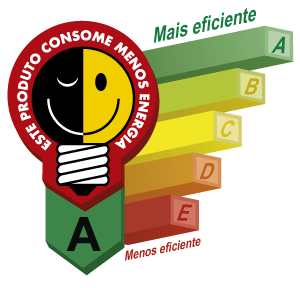 Mais eficiente
ESTE PRODUTO CONSOME MENOS ENERGIA
A
B
C
D
E
A
Menos eficiente